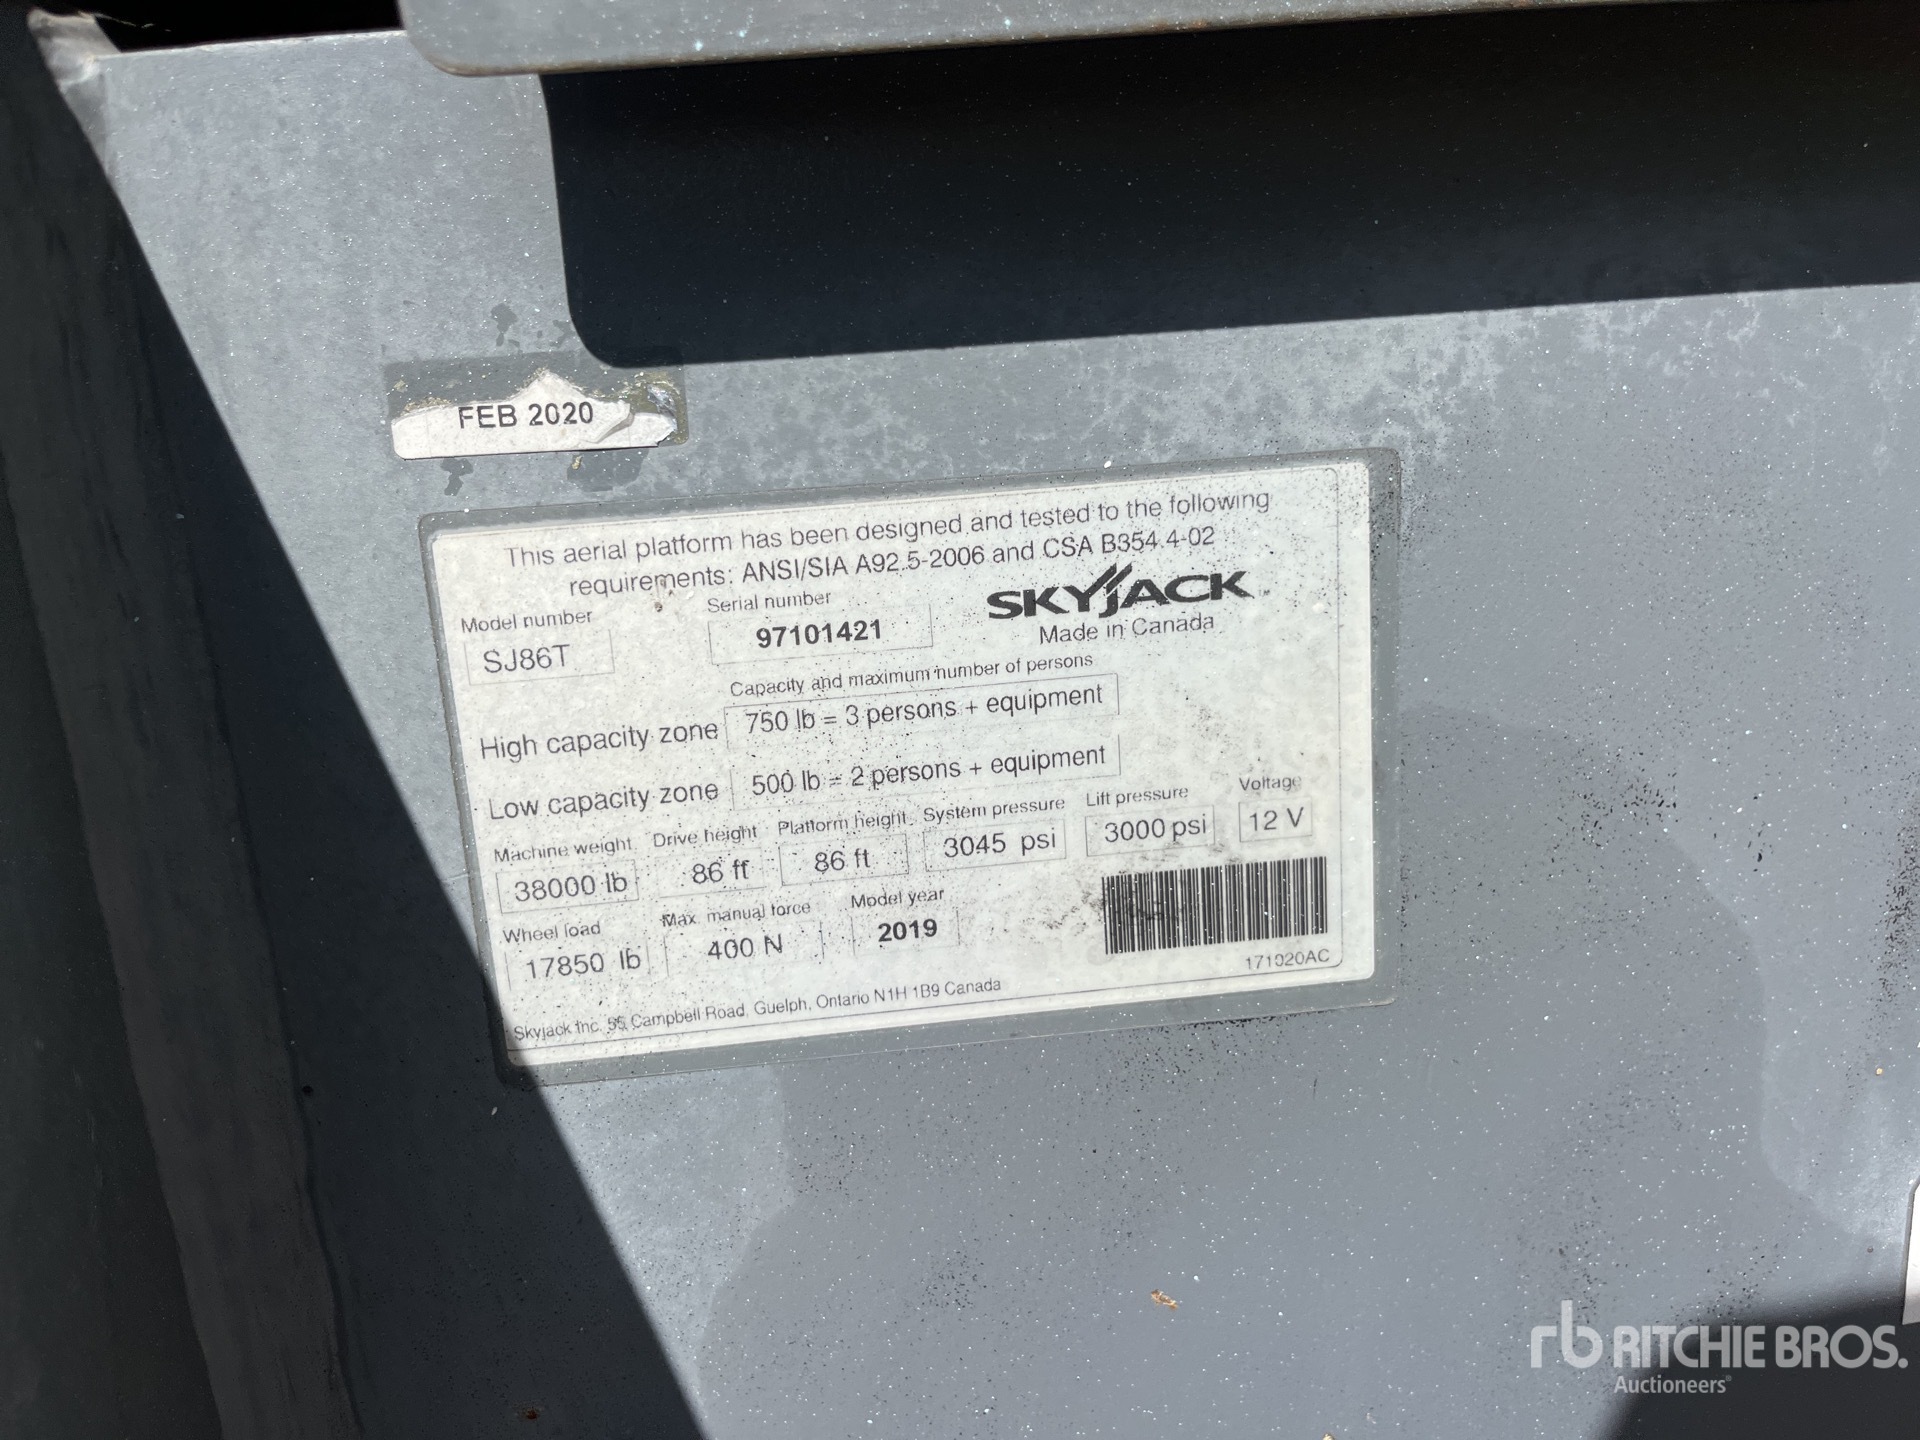 FEB 2020
This aerial platform has been designed and tested to the following
requirements: ANSI/SIA A92.5-2006 and CSA B354.4-02
Model number
SJ86T
Serial number
97101421
SKYJACK
Made in Canada
Capacity and maximum number of persons
High capacity zone 750 lb = 3 persons + equipment
Low capacity zone 500 lb = 2 persons + equipment
Machine weight
38000 lb
Drive height
86 ft
Platform height
86 ft
System pressure
3045 psi
Lift pressure
3000 psi
Voltage
12 V
Wheel load
17850 lb
Max. manual force
400 N
Model year
2019
171020AC
Skyjack Inc. 55 Campbell Road, Guelph, Ontario N1H 1B9 Canada
rb RITCHIE BROS.
Auctioneers